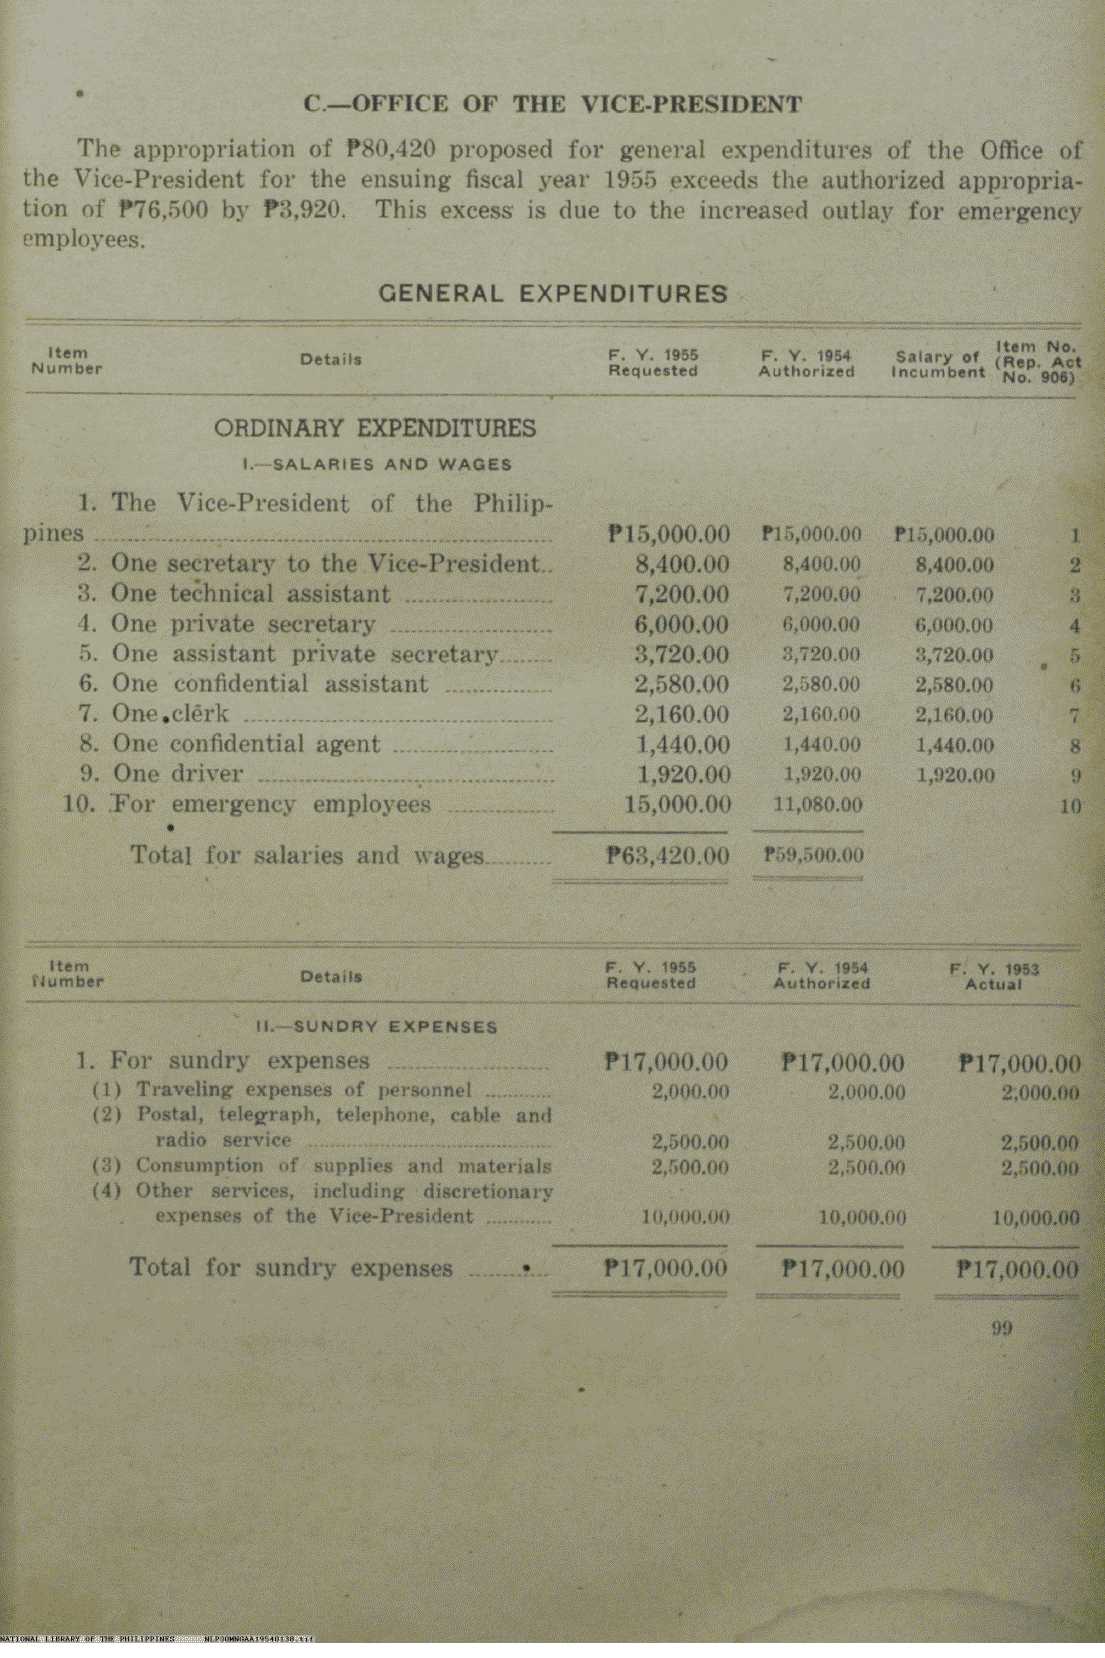 C.—OFFICE OF THE VICE-PRESIDENT
The appropriation of ₱80,420 proposed for general expenditures of the Office of
the Vice-President for the ensuing fiscal year 1955 exceeds the authorized appropria-
tion of ₱76,500 by ₱3,920. This excess is due to the increased outlay for emergency
employees.
GENERAL EXPENDITURES
Item Number Details F. Y. 1955 Requested F. Y. 1954 Authorized Salary of Incumbent Item No. (Rep. Act No. 906)
ORDINARY EXPENDITURES
I.—SALARIES AND WAGES
1. The Vice-President of the Philip-
pines ₱15,000.00 ₱15,000.00 ₱15,000.00 1
2. One secretary to the Vice-President.. 8,400.00 8,400.00 8,400.00 2
3. One technical assistant 7,200.00 7,200.00 7,200.00 3
4. One private secretary 6,000.00 6,000.00 6,000.00 4
5. One assistant private secretary 3,720.00 3,720.00 3,720.00 5
6. One confidential assistant 2,580.00 2,580.00 2,580.00 6
7. One clerk 2,160.00 2,160.00 2,160.00 7
8. One confidential agent 1,440.00 1,440.00 1,440.00 8
9. One driver 1,920.00 1,920.00 1,920.00 9
10. For emergency employees 15,000.00 11,080.00 10
Total for salaries and wages ₱63,420.00 ₱59,500.00
Item Number Details F. Y. 1955 Requested F. Y. 1954 Authorized F. Y. 1953 Actual
II.—SUNDRY EXPENSES
1. For sundry expenses ₱17,000.00 ₱17,000.00 ₱17,000.00
(1) Traveling expenses of personnel 2,000.00 2,000.00 2,000.00
(2) Postal, telegraph, telephone, cable and
radio service 2,500.00 2,500.00 2,500.00
(3) Consumption of supplies and materials 2,500.00 2,500.00 2,500.00
(4) Other services, including discretionary
expenses of the Vice-President 10,000.00 10,000.00 10,000.00
Total for sundry expenses ₱17,000.00 ₱17,000.00 ₱17,000.00
99
NATIONAL LIBRARY OF THE PHILIPPINES NLP00MNGAA19540130.tif